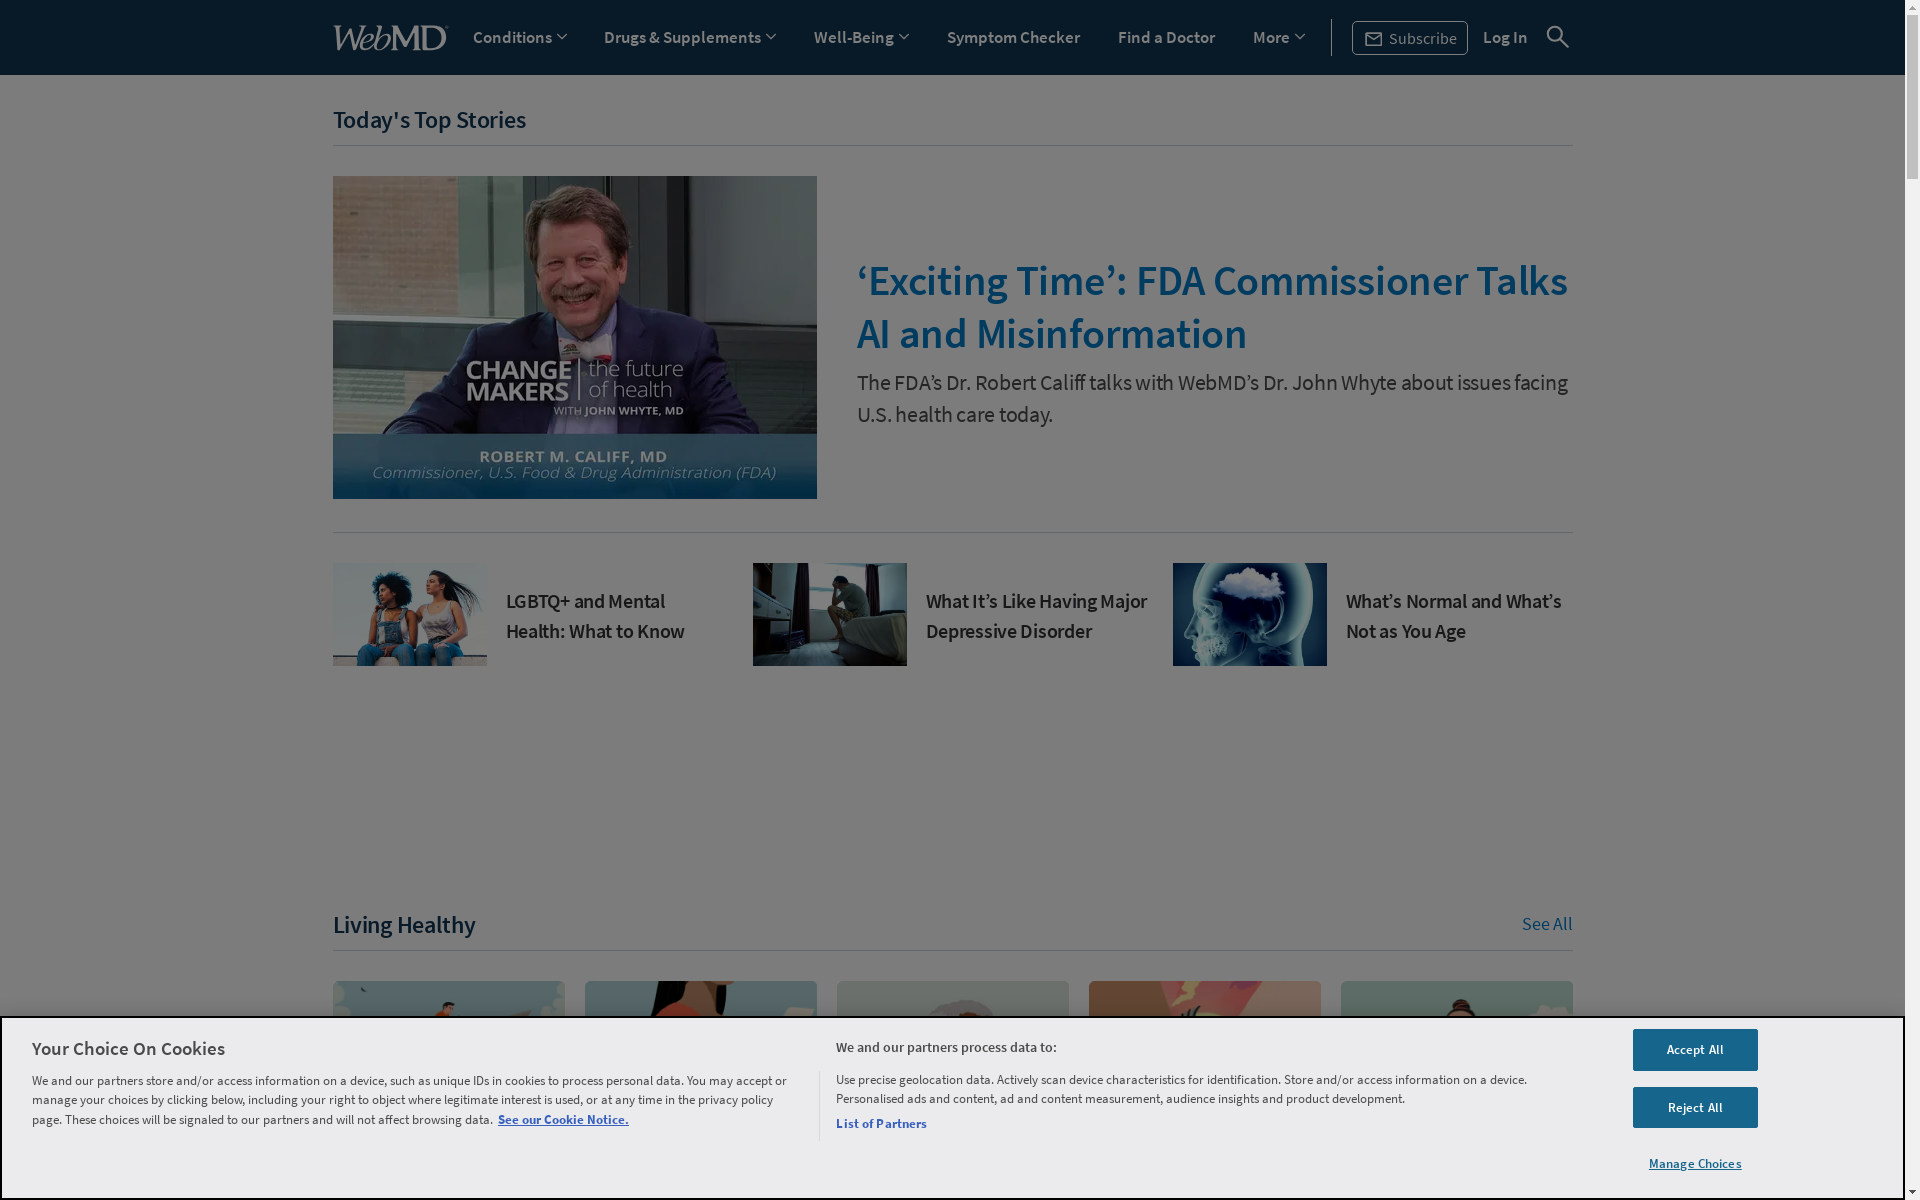 WebMD Conditions Drugs & Supplements Well-Being Symptom Checker Find a Doctor More Subscribe Log In
Today's Top Stories
CHANGE MAKERS the future of health
WITH JOHN WHYTE, MD
ROBERT M. CALIFF, MD
Commissioner, U.S. Food & Drug Administration (FDA)
‘Exciting Time’: FDA Commissioner Talks
AI and Misinformation
The FDA’s Dr. Robert Califf talks with WebMD’s Dr. John Whyte about issues facing
U.S. health care today.
LGBTQ+ and Mental
Health: What to Know
What It’s Like Having Major
Depressive Disorder
What’s Normal and What’s
Not as You Age
Living Healthy
See All
Your Choice On Cookies
We and our partners store and/or access information on a device, such as unique IDs in cookies to process personal data. You may accept or
manage your choices by clicking below, including your right to object where legitimate interest is used, or at any time in the privacy policy
page. These choices will be signaled to our partners and will not affect browsing data. See our Cookie Notice.
We and our partners process data to:
Use precise geolocation data. Actively scan device characteristics for identification. Store and/or access information on a device.
Personalised ads and content, ad and content measurement, audience insights and product development.
List of Partners
Accept All
Reject All
Manage Choices